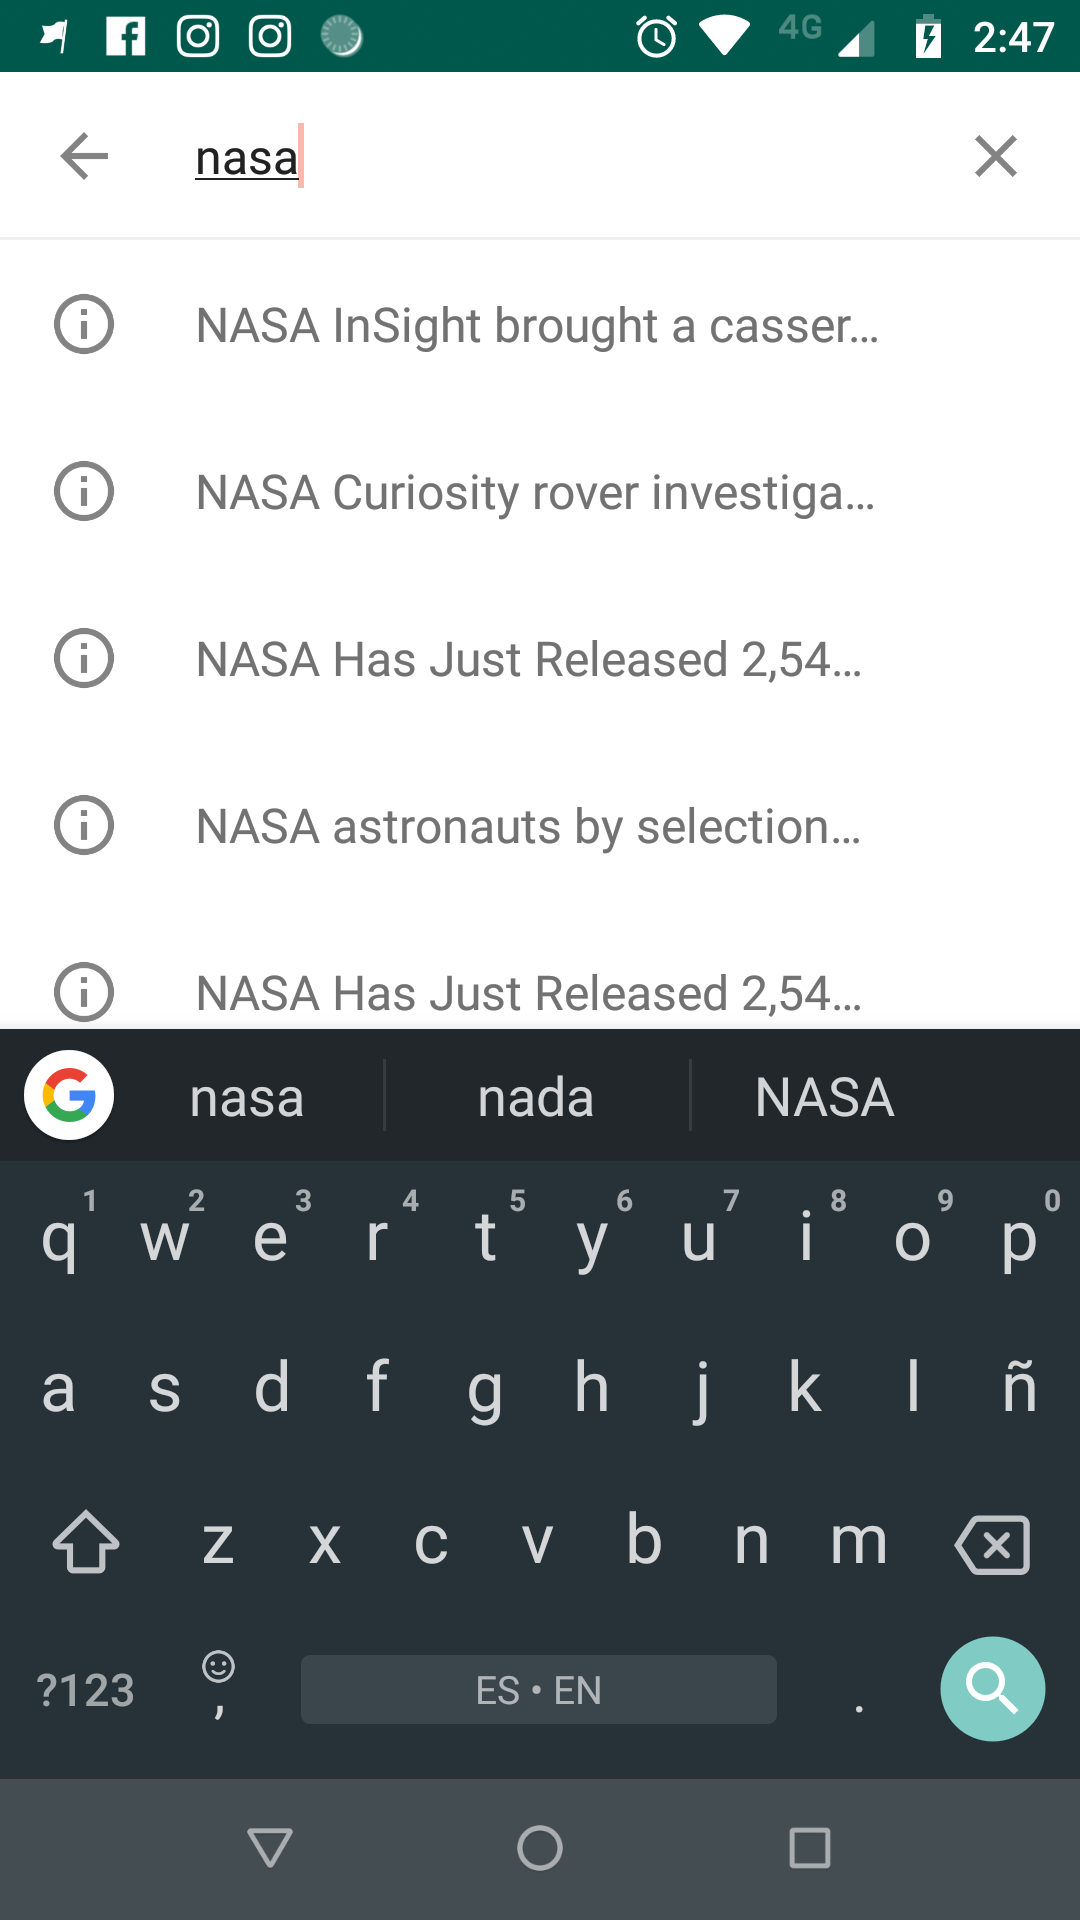 4G 2:47
nasa
NASA InSight brought a casser...
NASA Curiosity rover investiga...
NASA Has Just Released 2,54...
NASA astronauts by selection...
NASA Has Just Released 2,54...
nasa nada NASA
1 2 3 4 5 6 7 8 9 0
q w e r t y u i o p
a s d f g h j k l ñ
z x c v b n m
?123 , ES • EN .